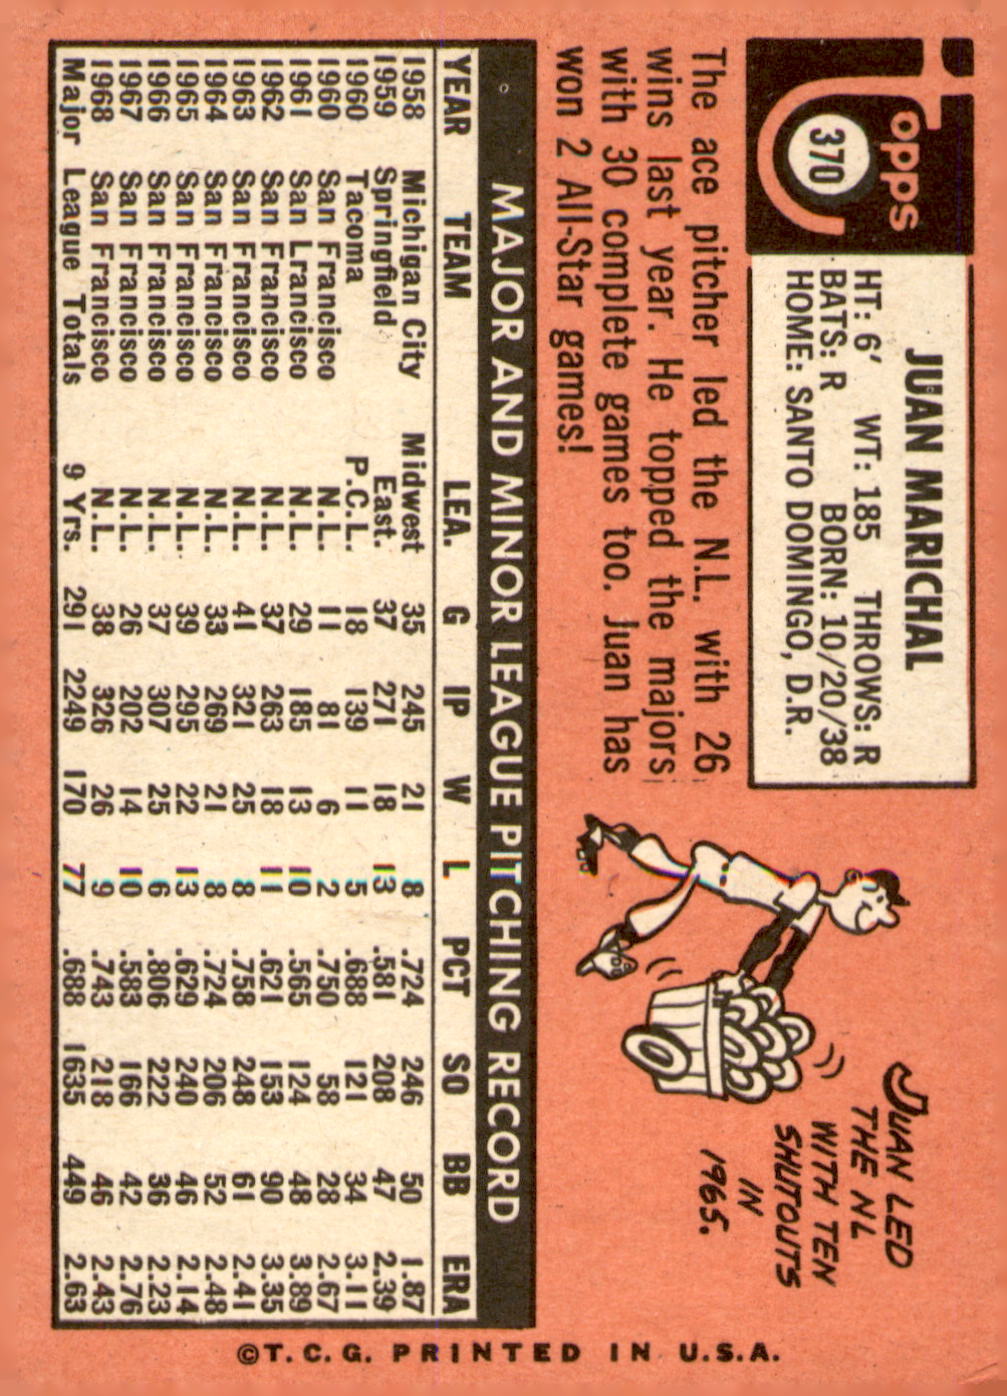 Topps
370
JUAN MARICHAL
HT: 6' WT: 185 THROWS: R
BATS: R BORN: 10/20/38
HOME: SANTO DOMINGO, D.R.
The ace pitcher led the N.L. with 26
wins last year. He topped the majors
with 30 complete games too. Juan has
won 2 All-Star games!
JUAN LED
THE NL
WITH TEN
SHUTOUTS
IN
1965.
MAJOR AND MINOR LEAGUE PITCHING RECORD
YEAR TEAM LEA. G IP W L PCT SO BB ERA
1958 Michigan City Midwest 35 245 21 8 .724 246 50 1.87
1959 Springfield East. 37 271 18 13 .581 208 47 2.39
1960 Tacoma P.C.L. 18 139 11 5 .688 121 34 3.11
1960 San Francisco N.L. 11 81 6 2 .750 58 28 2.67
1961 San Lrancisco N.L. 29 185 13 10 .565 124 48 3.89
1962 San Francisco N.L. 37 263 18 11 .621 153 90 3.35
1963 San Francisco N.L. 41 321 25 8 .758 248 61 2.41
1964 San Francisco N.L. 33 269 21 8 .724 206 52 2.48
1965 San Francisco N.L. 39 295 22 13 .629 240 46 2.14
1966 San Francisco N.L. 37 307 25 6 .806 222 36 2.23
1967 San Francisco N.L. 26 202 14 10 .583 166 42 2.76
1968 San Francisco N.L. 38 326 26 9 .743 218 46 2.43
Major League Totals 9 Yrs. 291 2249 170 77 .688 1635 449 2.63
©T.C.G. PRINTED IN U.S.A.